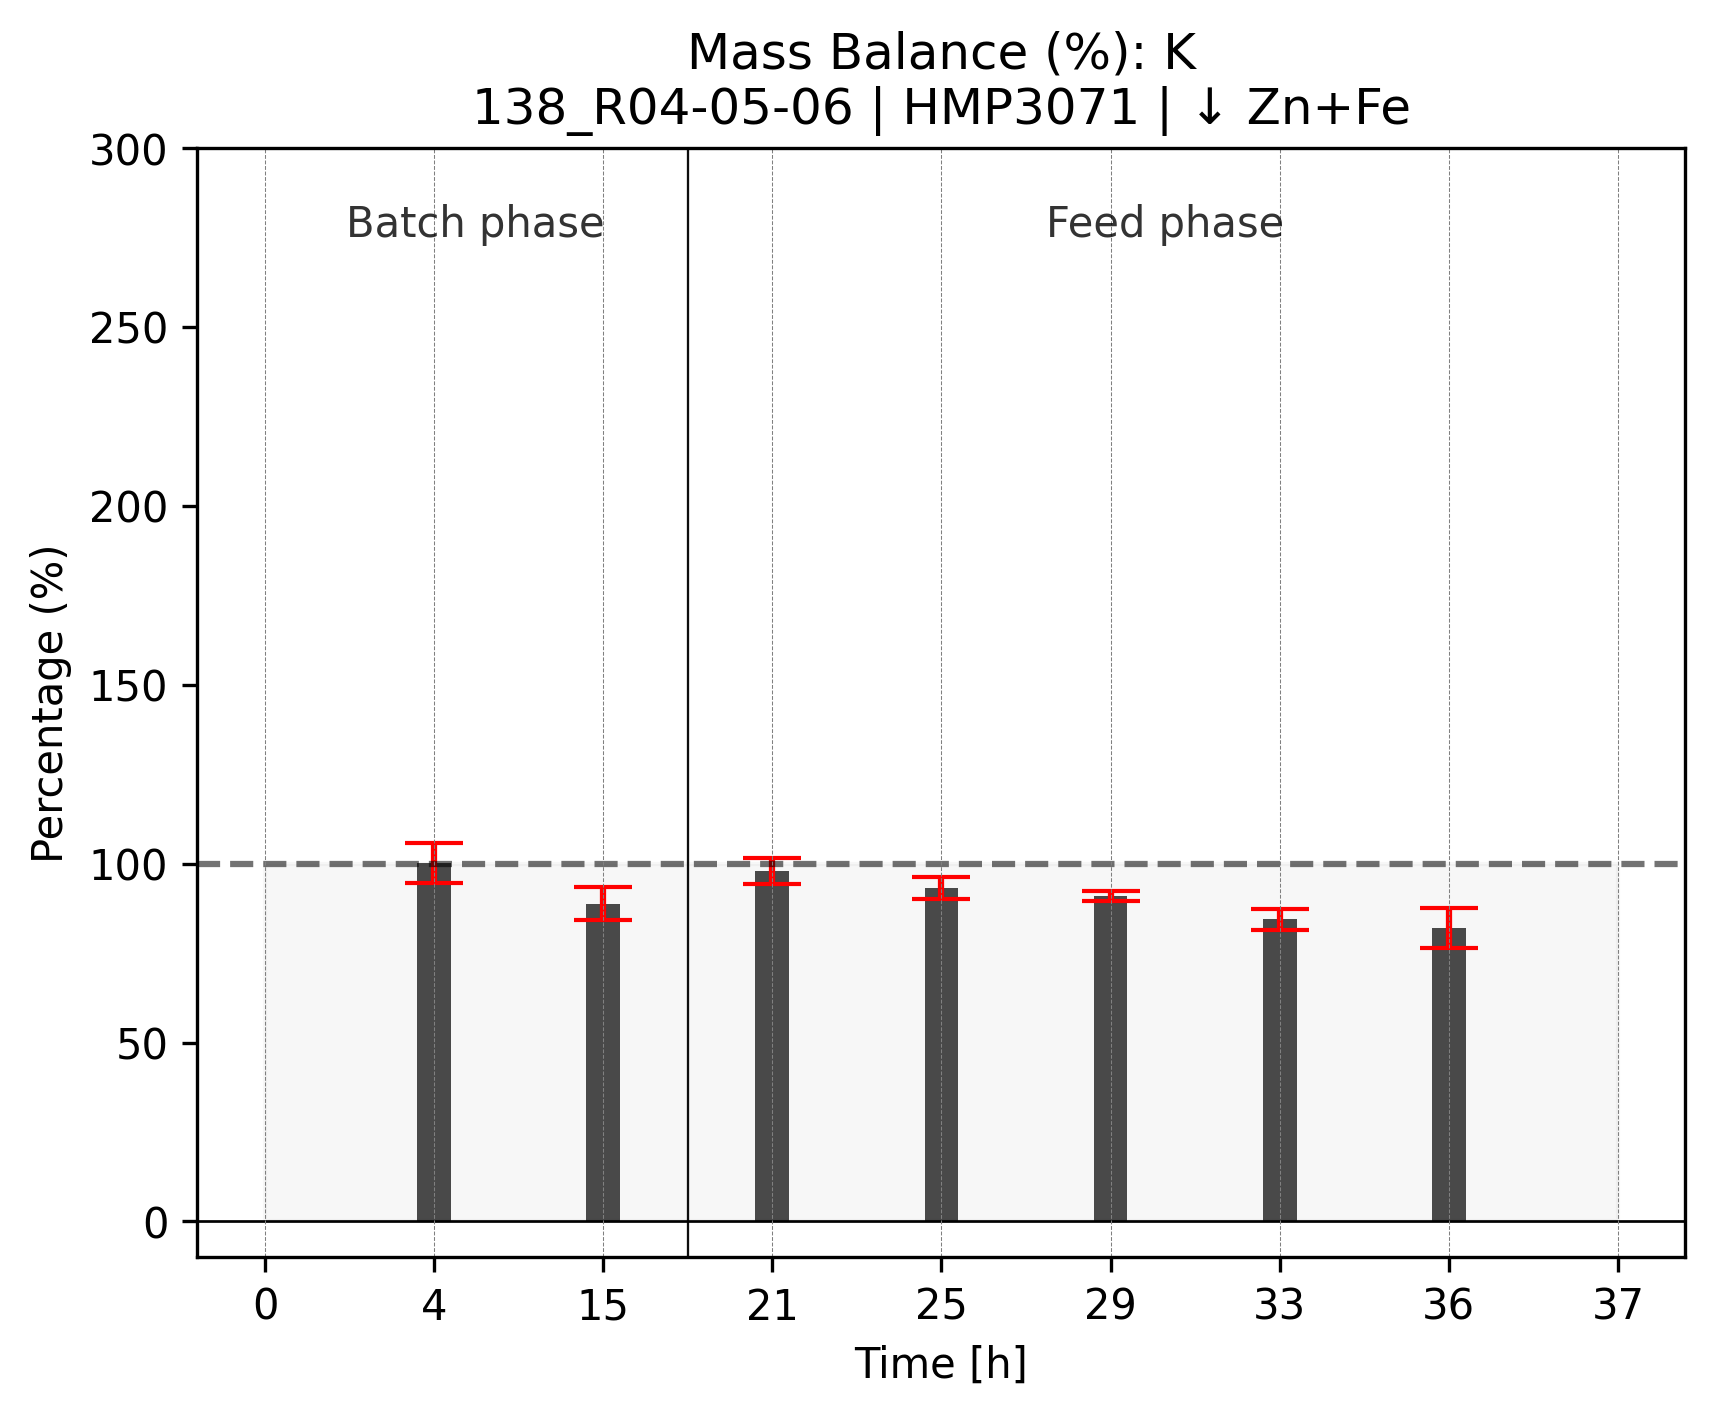 Mass Balance (%): K
138_R04-05-06 | HMP3071 | ↓ Zn+Fe
300
250
200
150
100
50
0
Percentage (%)
Batch phase
Feed phase
0 4 15 21 25 29 33 36 37
Time [h]